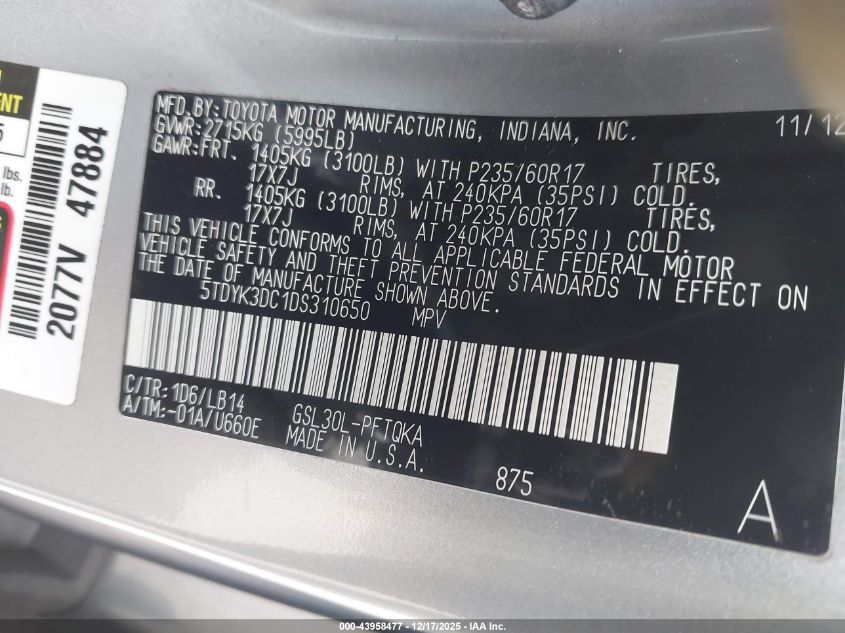 ENT
5
lbs.
lb.
2077V 47884
MFD. BY: TOYOTA MOTOR MANUFACTURING, INDIANA, INC. 11/12
GVWR: 2715KG (5995LB)
GAWR: FRT. 1405KG (3100LB) WITH P235/60R17 TIRES,
17X7J RIMS, AT 240KPA (35PSI) COLD.
RR. 1405KG (3100LB) WITH P235/60R17 TIRES,
17X7J RIMS, AT 240KPA (35PSI) COLD.
THIS VEHICLE CONFORMS TO ALL APPLICABLE FEDERAL MOTOR
VEHICLE SAFETY AND THEFT PREVENTION STANDARDS IN EFFECT ON
THE DATE OF MANUFACTURE SHOWN ABOVE.
5TDYK3DC1DS310650 MPV
C/TR: 1D6/LB14
A/TM: -01A/U660E
GSL30L-PFTQKA
MADE IN U.S.A.
875
A
000-43958477 - 12/17/2025 - IAA Inc.